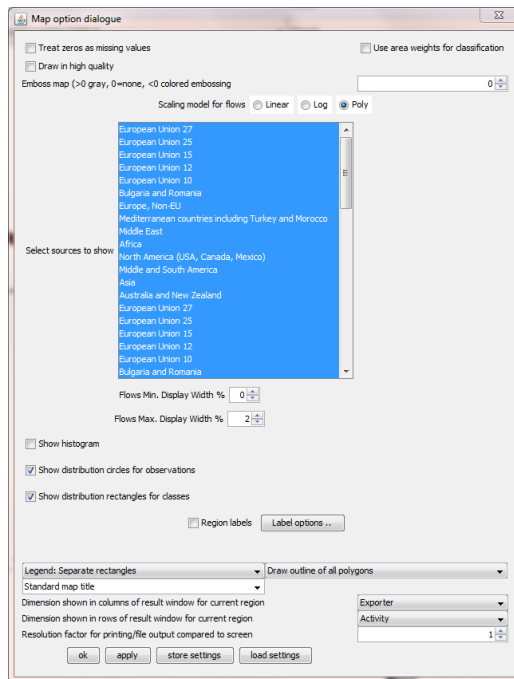 Map option dialogue
Treat zeros as missing values
Use area weights for classification
Draw in high quality
Emboss map (>0 gray, 0=none, <0 colored embossing
0
Scaling model for flows Linear Log Poly
Select sources to show
European Union 27
European Union 25
European Union 15
European Union 12
European Union 10
Bulgaria and Romania
Europe, Non-EU
Mediterranean countries including Turkey and Morocco
Middle East
Africa
North America (USA, Canada, Mexico)
Middle and South America
Asia
Australia and New Zealand
European Union 27
European Union 25
European Union 15
European Union 12
European Union 10
Bulgaria and Romania
Flows Min. Display Width % 0
Flows Max. Display Width % 2
Show histogram
Show distribution circles for observations
Show distribution rectangles for classes
Region labels Label options ..
Legend: Separate rectangles Draw outline of all polygons
Standard map title
Dimension shown in columns of result window for current region Exporter
Dimension shown in rows of result window for current region Activity
Resolution factor for printing/file output compared to screen 1
ok apply store settings load settings